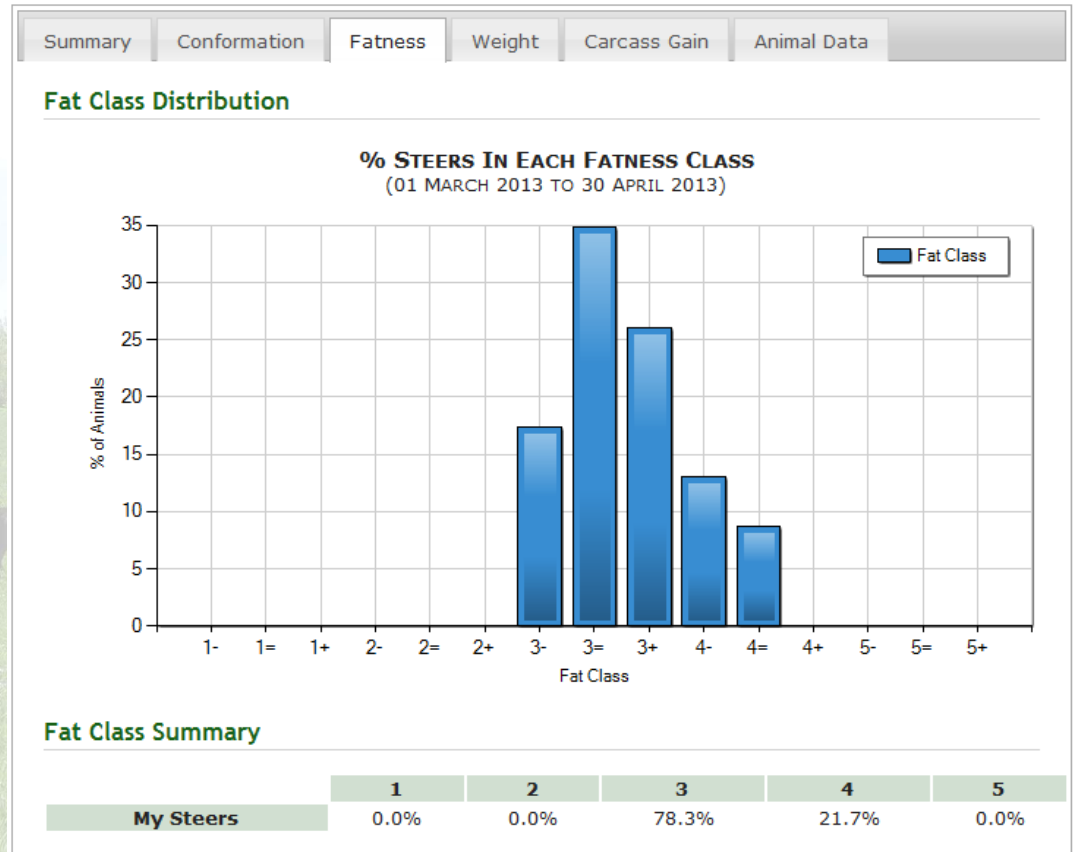 Summary Conformation Fatness Weight Carcass Gain Animal Data
Fat Class Distribution
% STEERS IN EACH FATNESS CLASS
(01 MARCH 2013 TO 30 APRIL 2013)
35
30
25
20
15
10
5
0
% of Animals
Fat Class
1- 1= 1+ 2- 2= 2+ 3- 3= 3+ 4- 4= 4+ 5- 5= 5+
Fat Class
Fat Class Summary
1 2 3 4 5
My Steers 0.0% 0.0% 78.3% 21.7% 0.0%